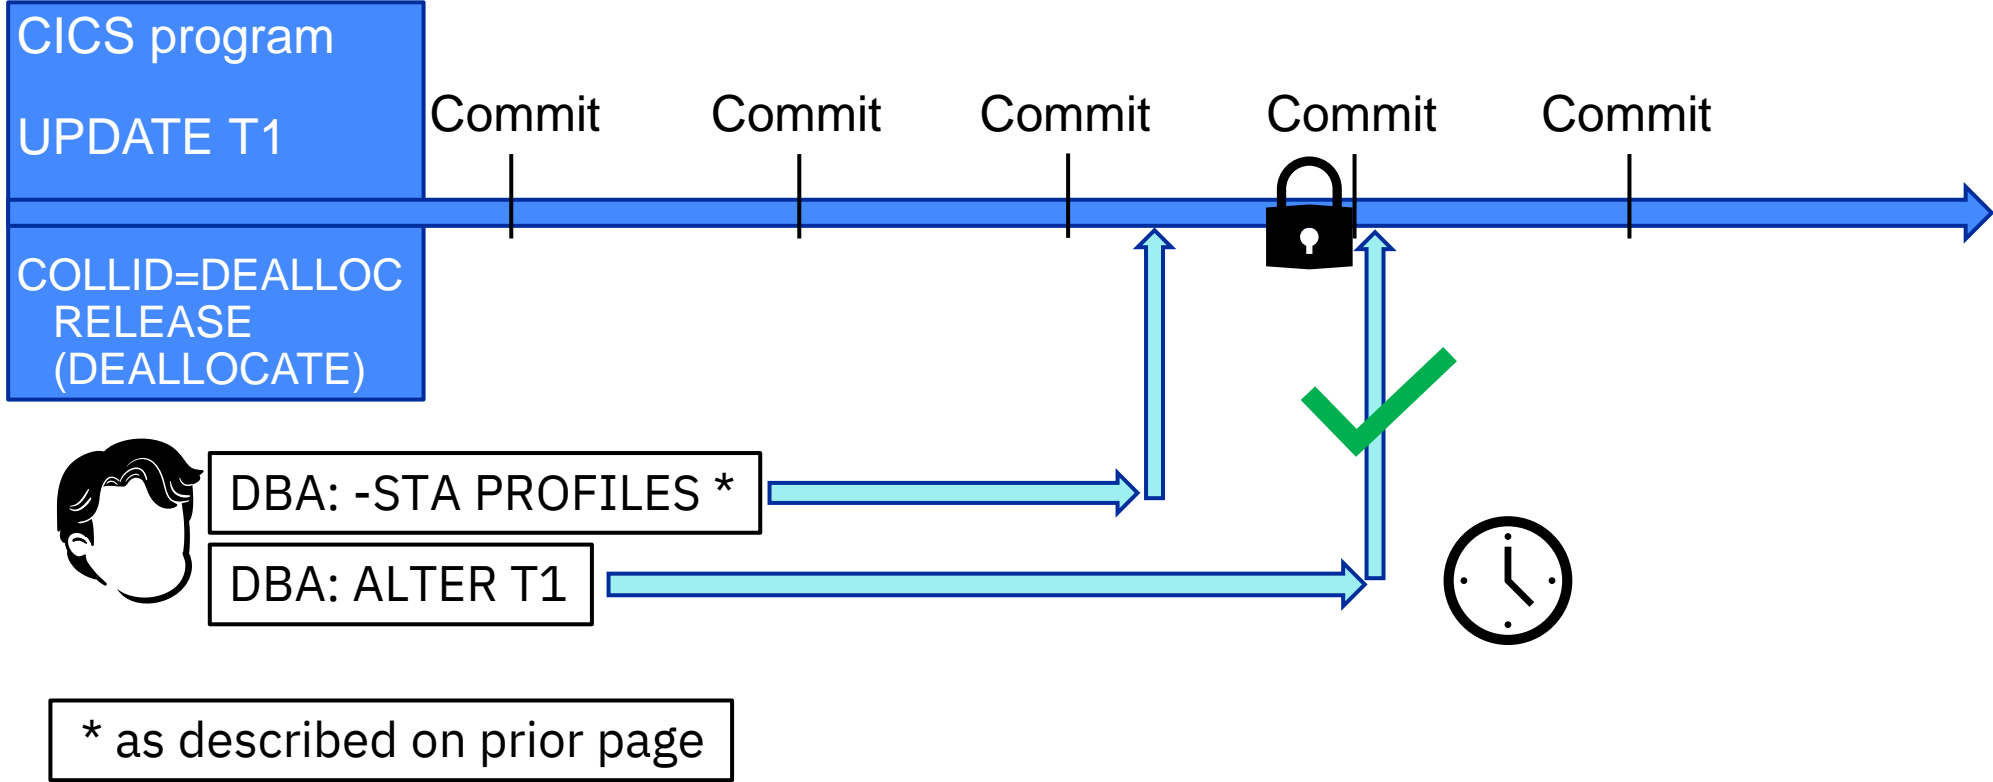 CICS program
UPDATE T1
Commit Commit Commit Commit Commit
COLLID=DEALLOC
RELEASE
(DEALLOCATE)
DBA: -STA PROFILES *
DBA: ALTER T1
* as described on prior page